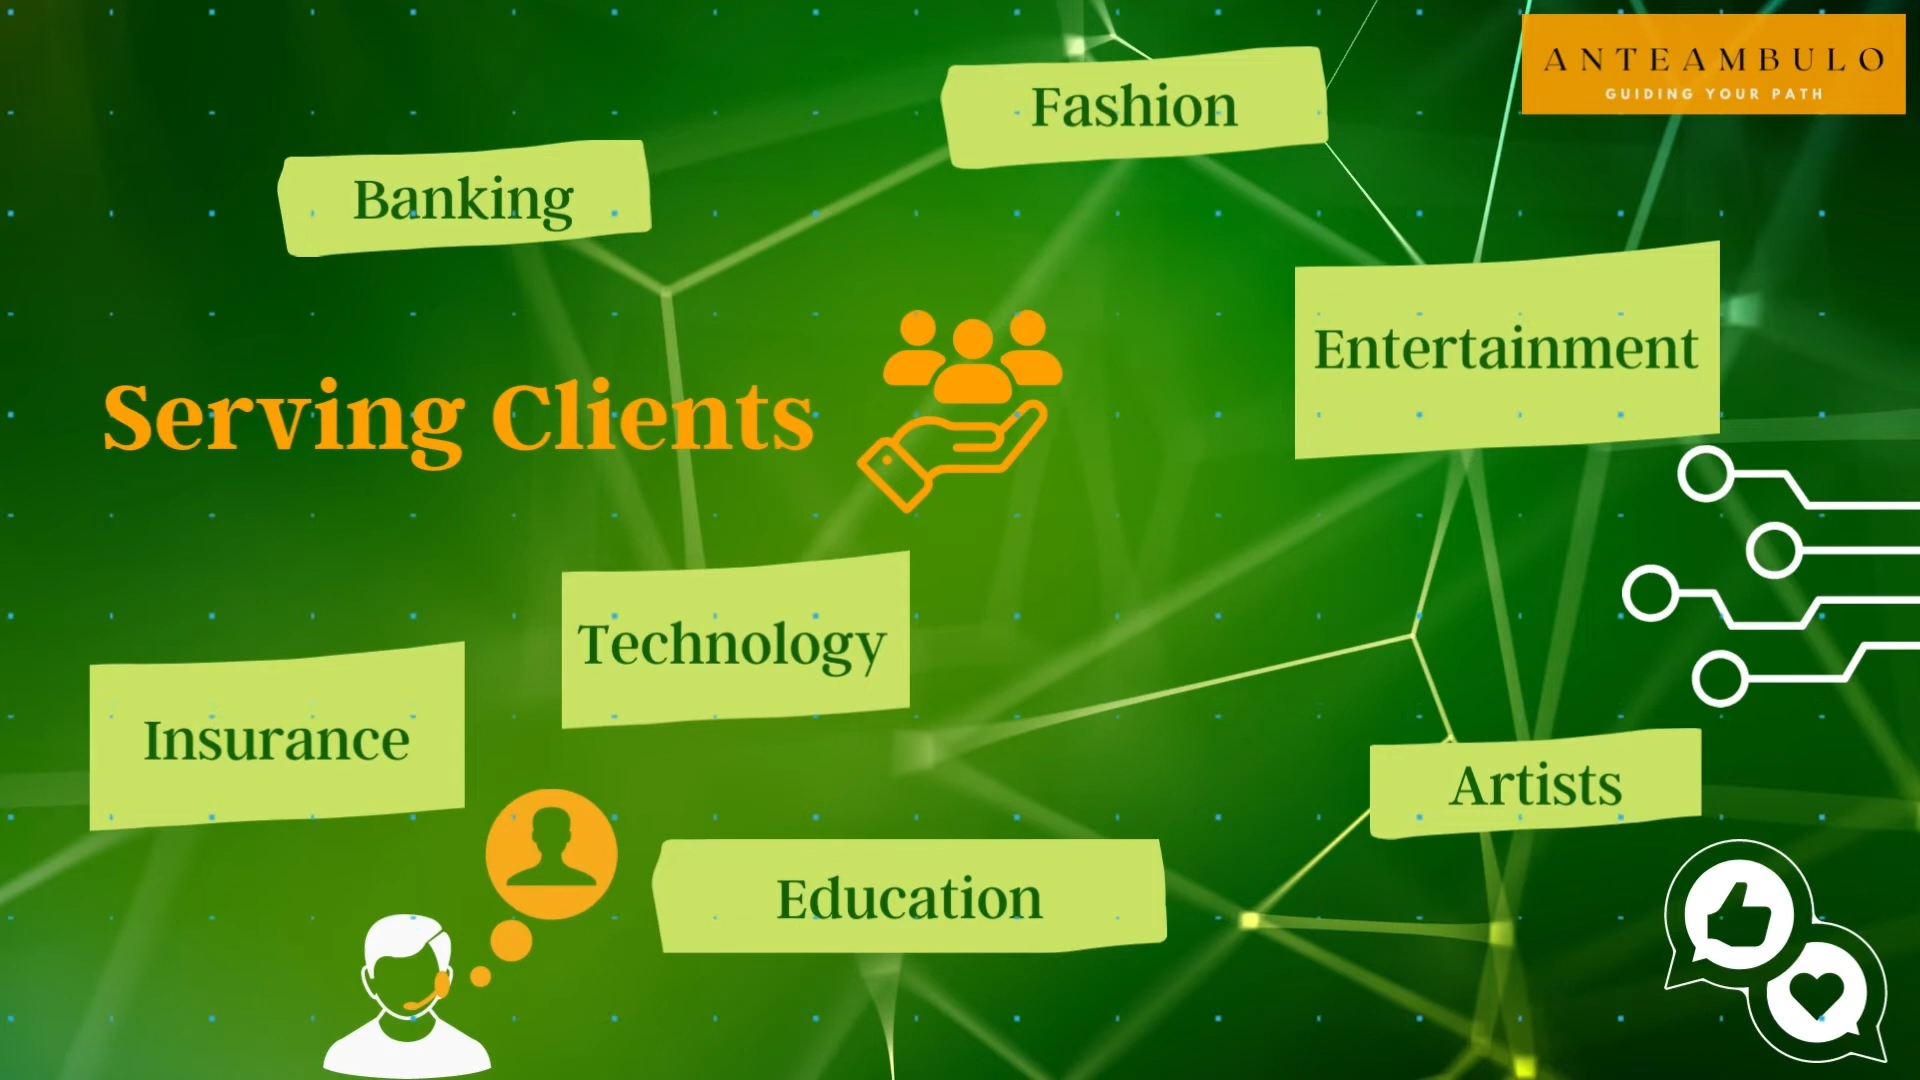 ANTEAMBULO
GUIDING YOUR PATH
Fashion
Banking
Entertainment
Serving Clients
Technology
Insurance
Artists
Education